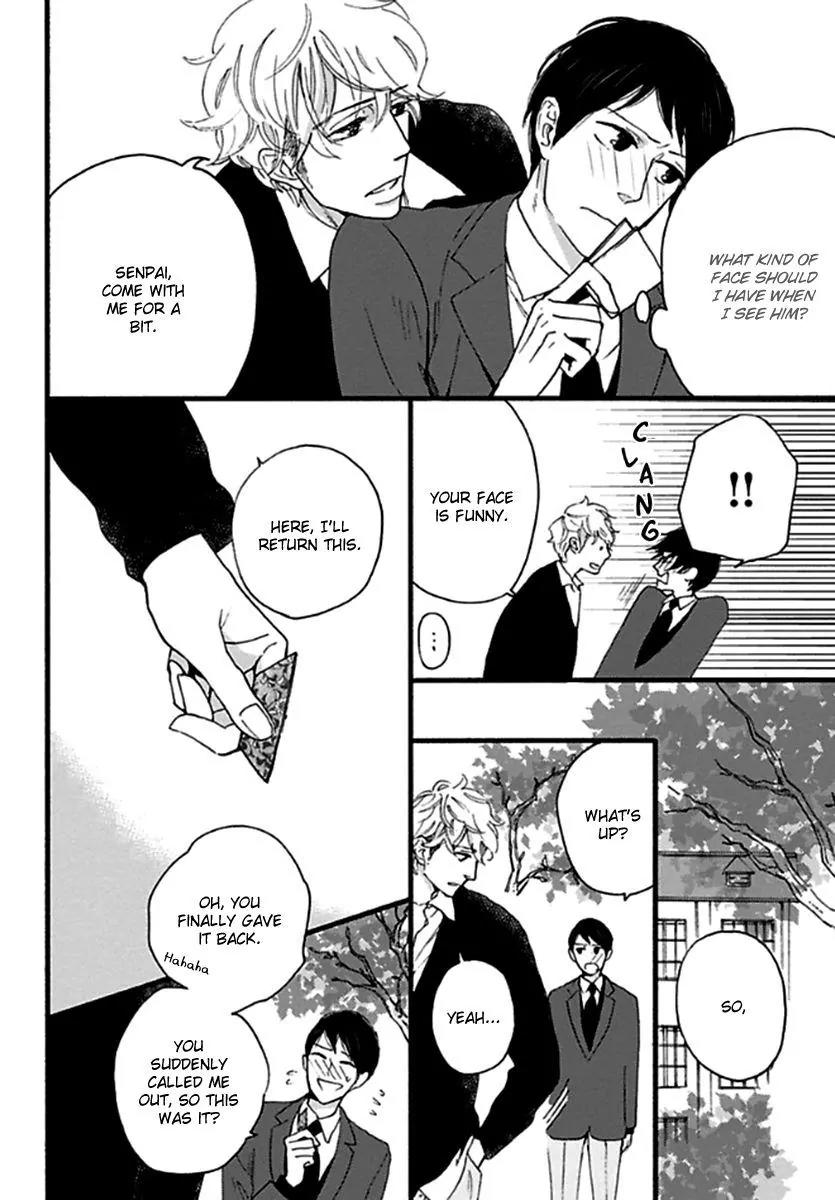 WHAT KIND OF
FACE SHOULD
I HAVE WHEN
I SEE HIM?
SENPAI,
COME WITH
ME FOR A
BIT.
!!
CLANG
YOUR FACE
IS FUNNY.
...
SO,
WHAT'S
UP?
YEAH...
HERE, I'LL
RETURN THIS.
OH, YOU
FINALLY GAVE
IT BACK.
Hahaha
YOU
SUDDENLY
CALLED ME
OUT, SO THIS
WAS IT?